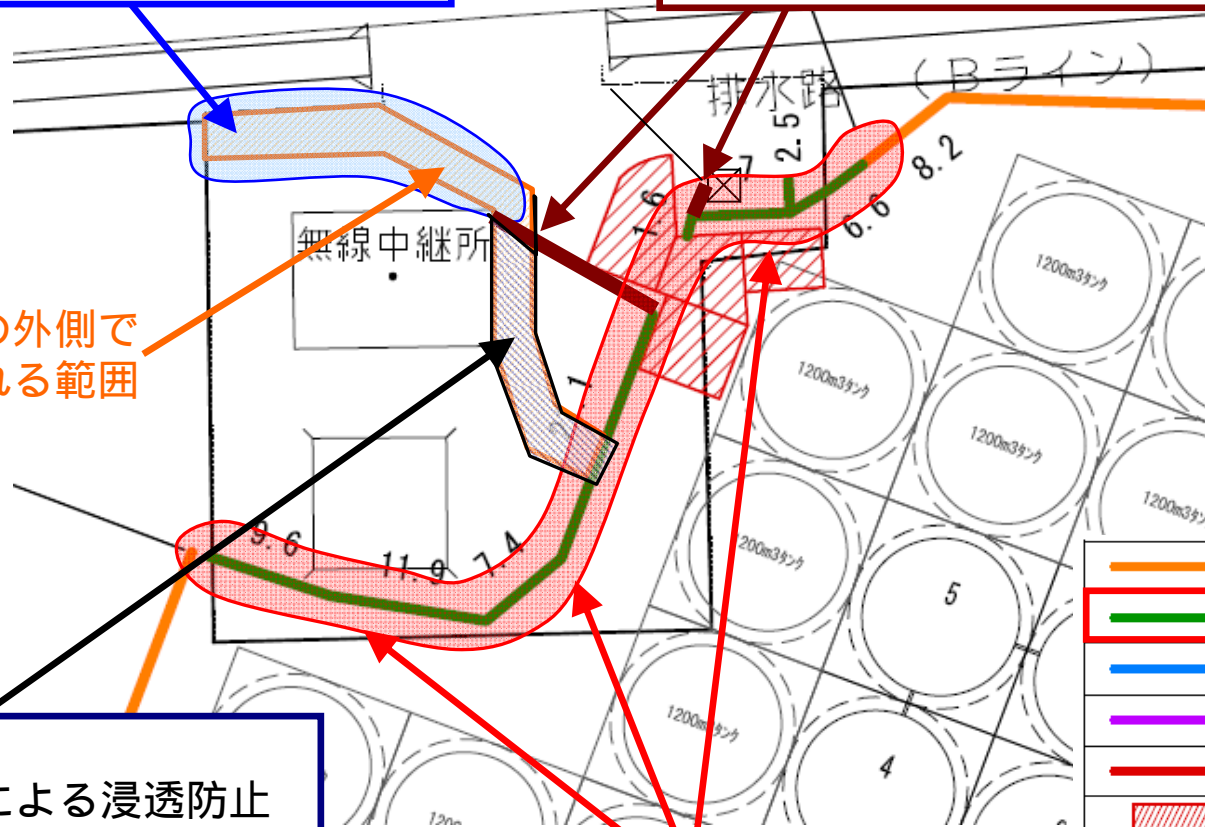 排水路
(Bライン)
2.5
7
8.2
1.6
6.6
無線中継所
1200m3タンク
の外側で
れる範囲
1200m3タンク
1
1200m3タンク
1200m3タン
9.6
11.9
7.4
1200m3タンク
5
1200m3タンク
4
による浸透防止